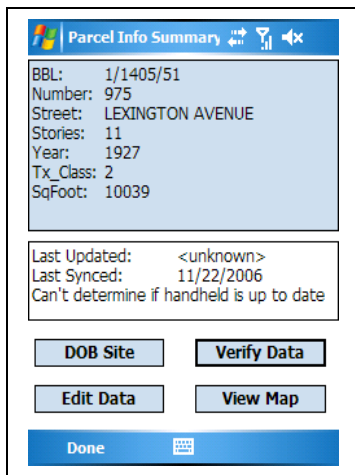 Parcel Info Summary
BBL: 1/1405/51
Number: 975
Street: LEXINGTON AVENUE
Stories: 11
Year: 1927
Tx_Class: 2
SqFoot: 10039
Last Updated: <unknown>
Last Synced: 11/22/2006
Can't determine if handheld is up to date
DOB Site Verify Data
Edit Data View Map
Done